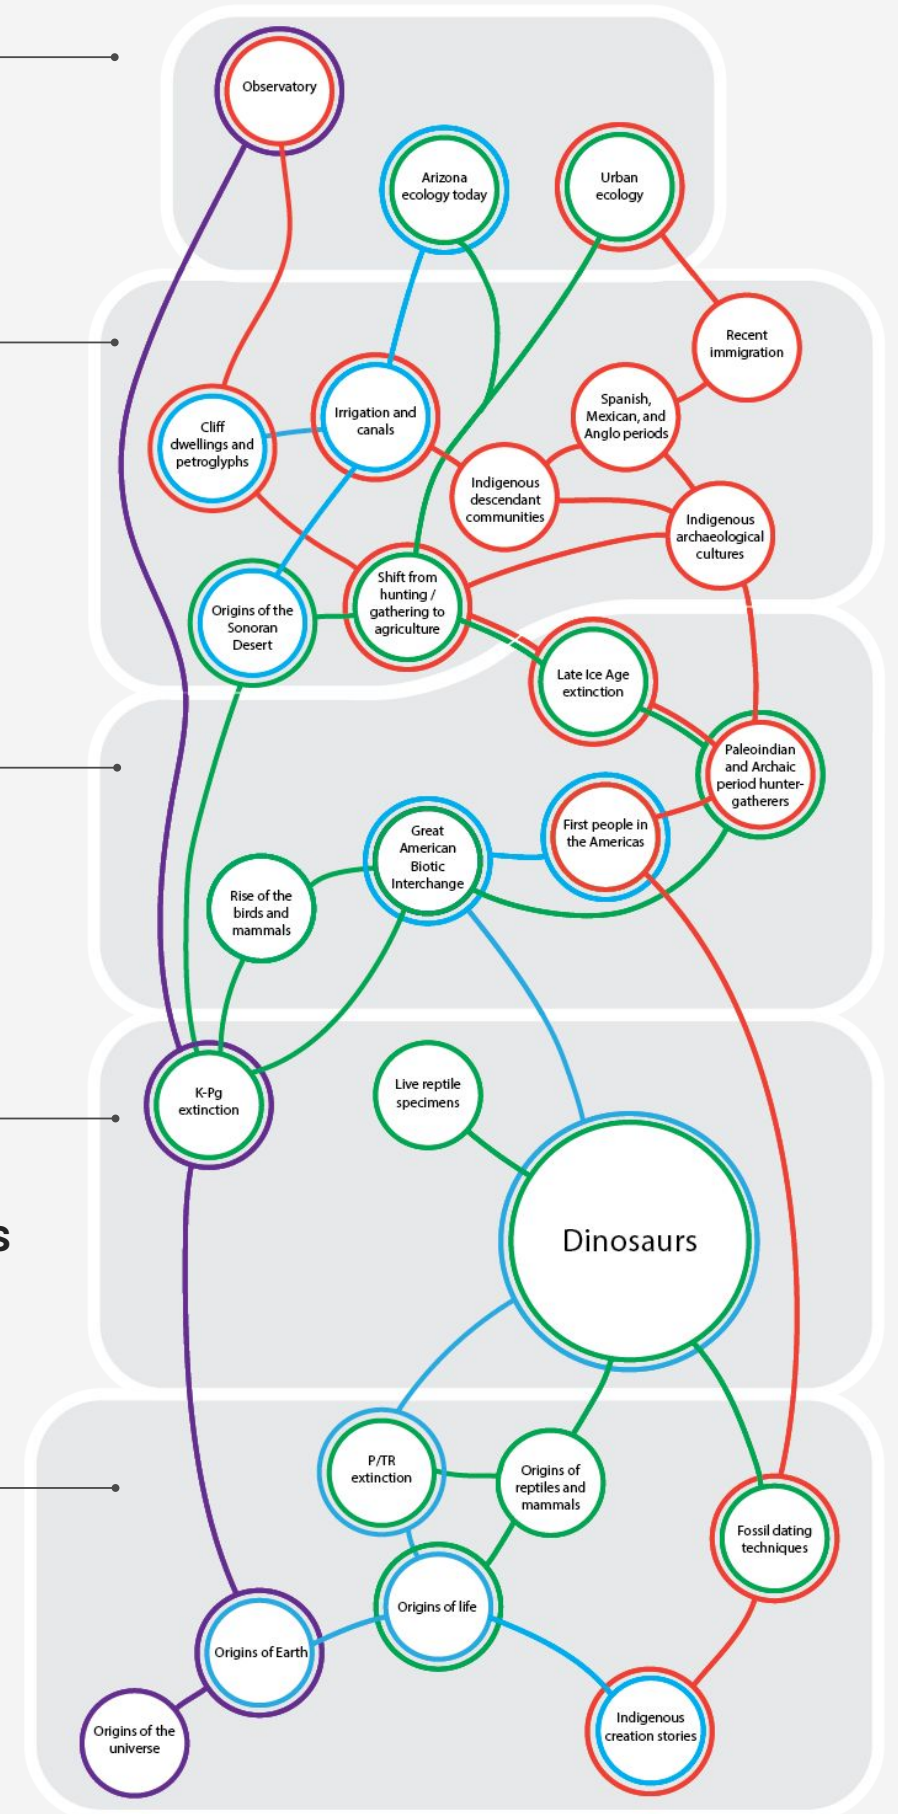 Observatory
Arizona
ecology today
Urban
ecology
Recent
immigration
Spanish,
Mexican, and
Anglo periods
Irrigation and
canals
Cliff
dwellings and
petroglyphs
Indigenous
descendant
communities
Indigenous
archaeological
cultures
Shift from
hunting /
gathering to
agriculture
Origins of the
Sonoran
Desert
Late Ice Age
extinction
Paleoindian
and Archaic
period hunter-
gatherers
First people in
the Americas
Great
American
Biotic
Interchange
Rise of the
birds and
mammals
K-Pg
extinction
Live reptile
specimens
s
Dinosaurs
P/TR
extinction
Origins of
reptiles and
mammals
Fossil dating
techniques
Origins of life
Origins of Earth
Indigenous
creation stories
Origins of the
universe